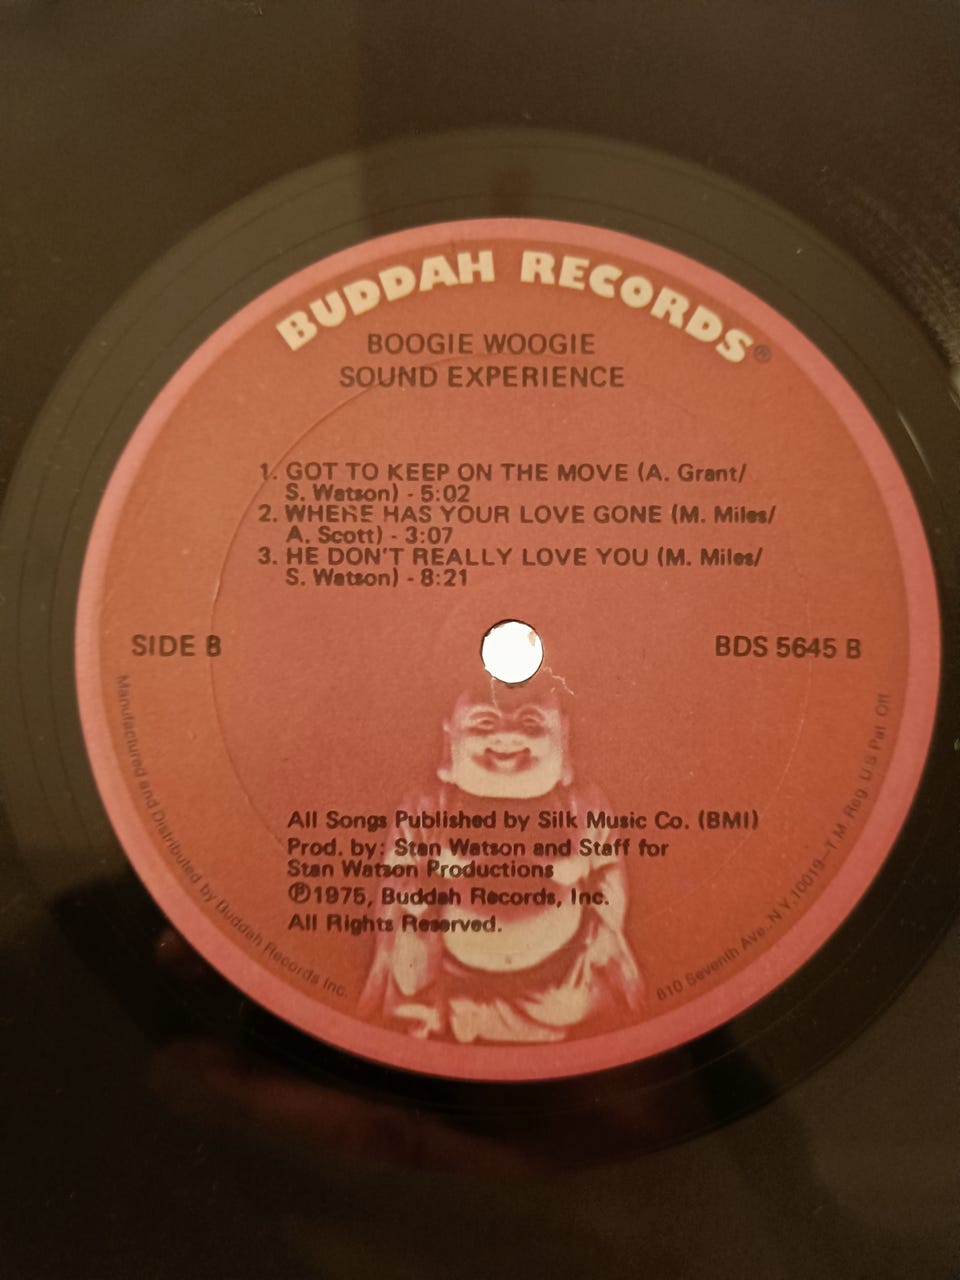 BUDDAH RECORDS®
BOOGIE WOOGIE
SOUND EXPERIENCE
1. GOT TO KEEP ON THE MOVE (A. Grant/
S. Watson) - 5:02
2. WHERE HAS YOUR LOVE GONE (M. Miles/
A. Scott) - 3:07
3. HE DON'T REALLY LOVE YOU (M. Miles/
S. Watson) - 8:21
SIDE B
BDS 5645 B
All Songs Published by Silk Music Co. (BMI)
Prod. by: Stan Watson and Staff for
Stan Watson Productions
℗1975, Buddah Records, Inc.
All Rights Reserved.
Manufactured and Distributed by Buddah Records Inc.
810 Seventh Ave., N.Y. 10019—T.M. Reg. U S Pat. Off